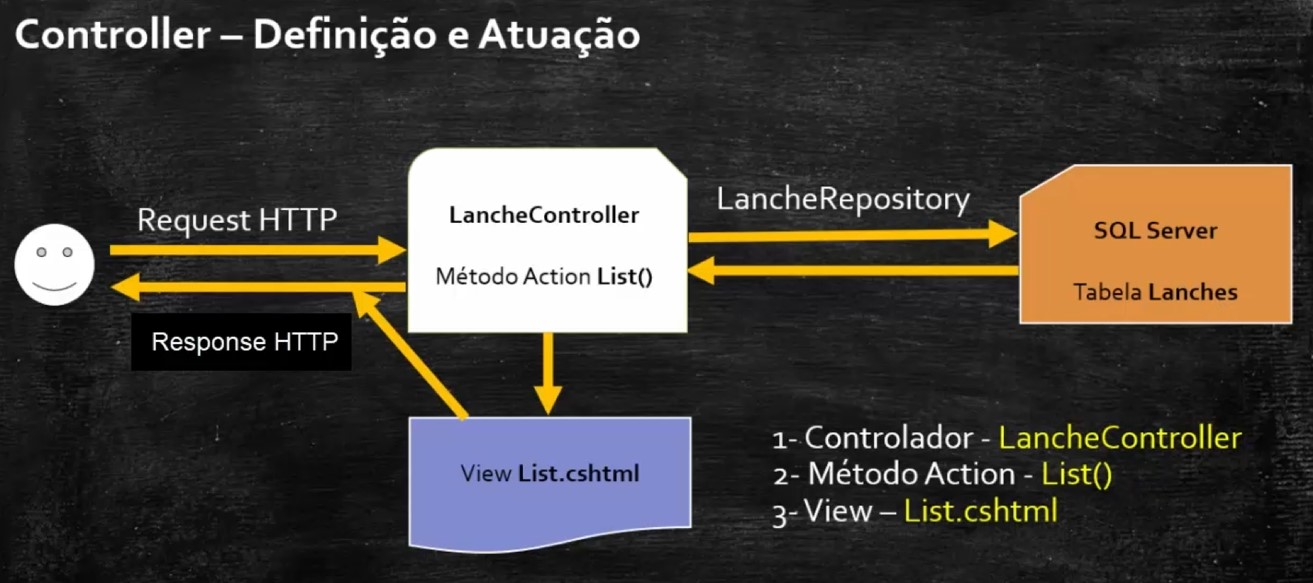 Controller – Definição e Atuação
Request HTTP
LancheController
Método Action List()
LancheRepository
SQL Server
Tabela Lanches
Response HTTP
View List.cshtml
1- Controlador - LancheController
2- Método Action - List()
3- View – List.cshtml